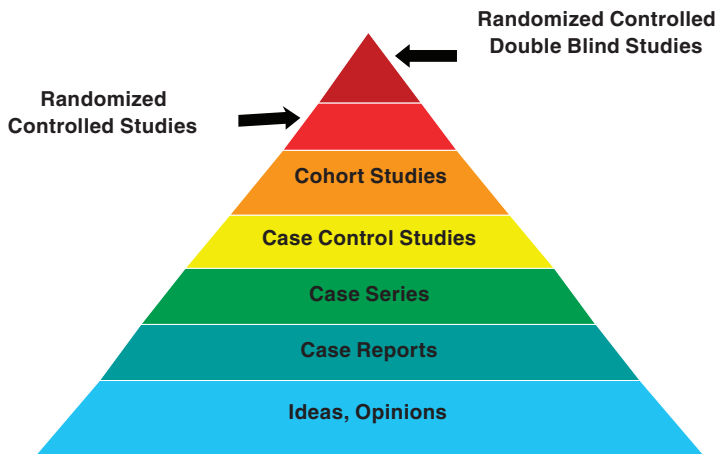 Randomized Controlled
Double Blind Studies
Randomized
Controlled Studies
Cohort Studies
Case Control Studies
Case Series
Case Reports
Ideas, Opinions